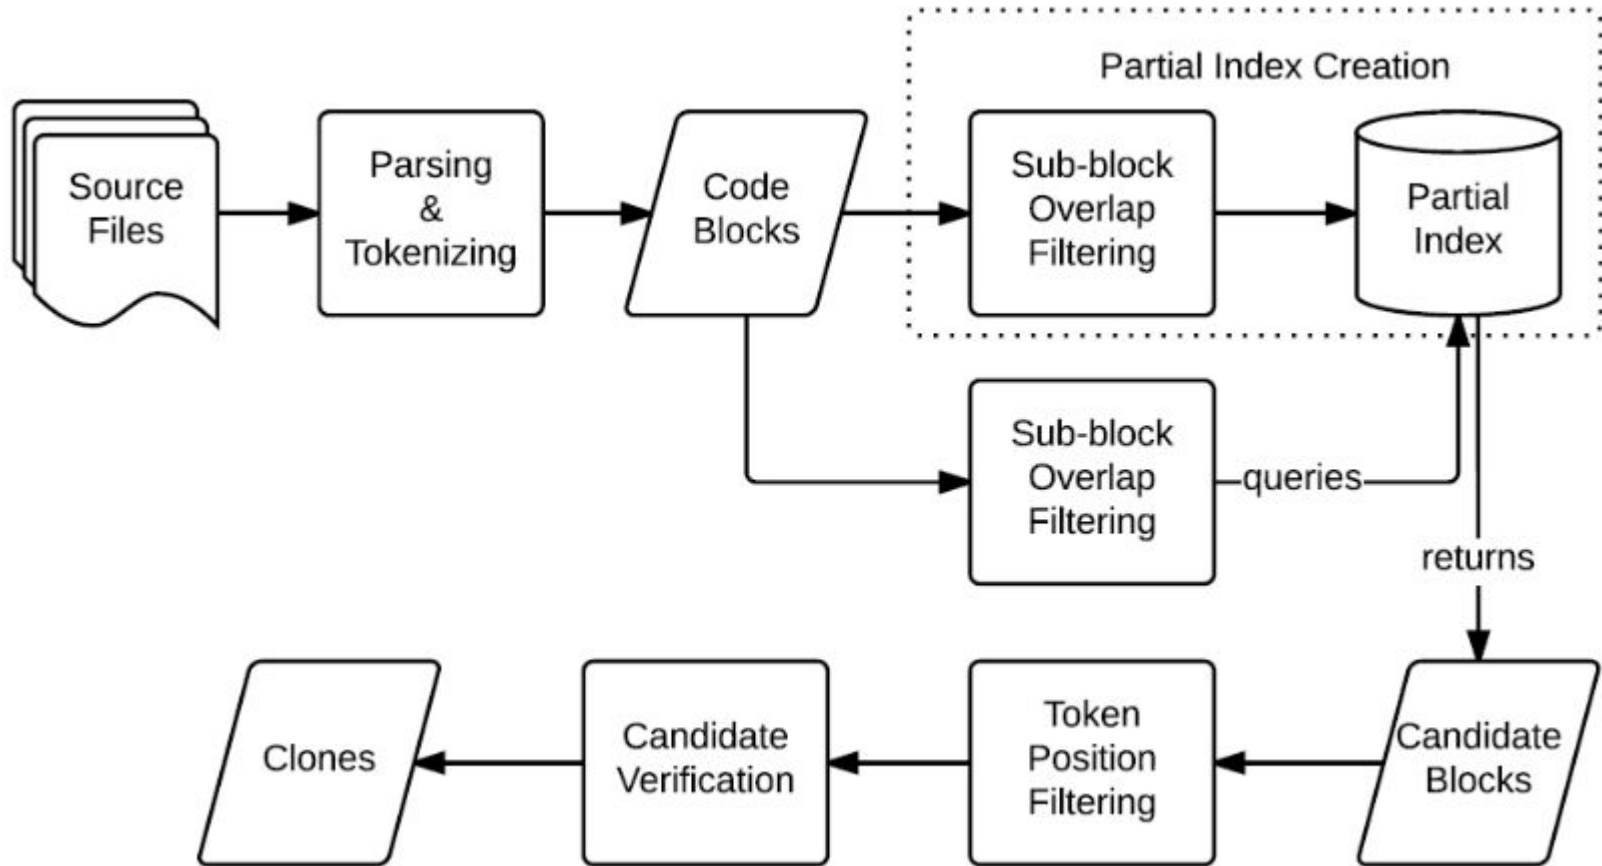 Partial Index Creation
Source
Files
Parsing
&
Tokenizing
Code
Blocks
Sub-block
Overlap
Filtering
Partial
Index
Sub-block
Overlap
Filtering
queries
returns
Candidate
Blocks
Token
Position
Filtering
Candidate
Verification
Clones